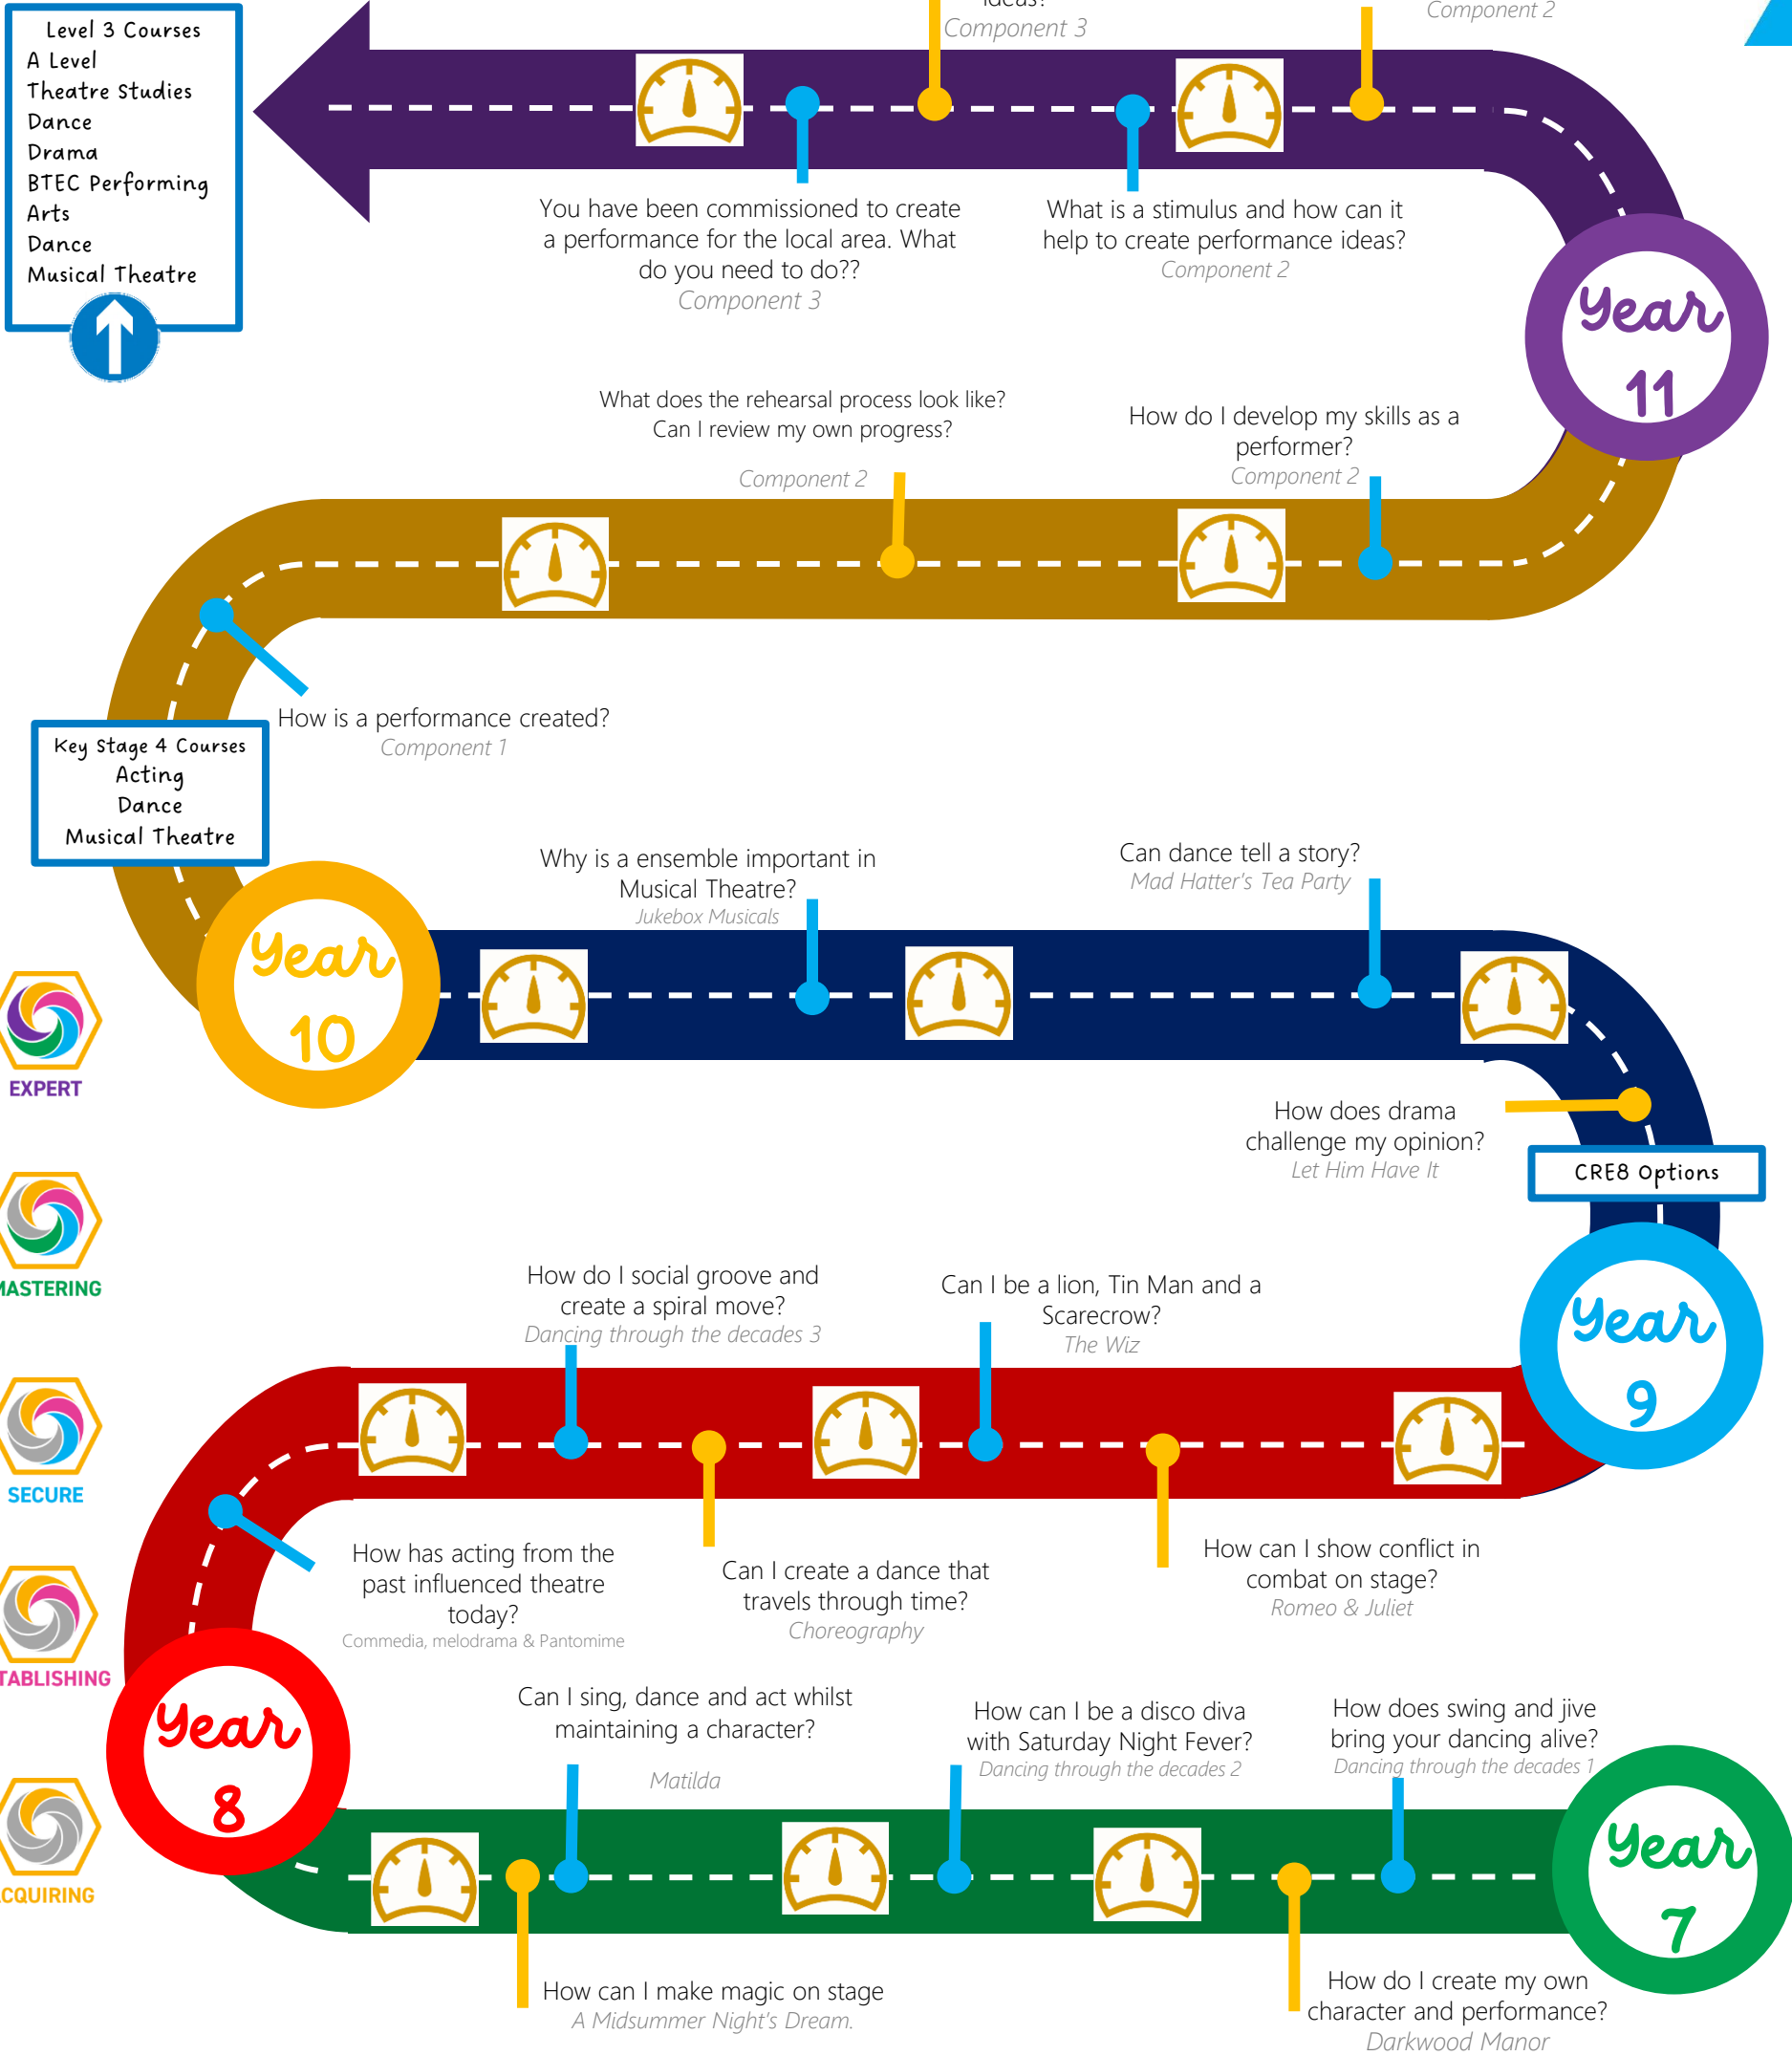 Level 3 Courses
A Level
Theatre Studies
Dance
Drama
BTEC Performing
Arts
Dance
Musical Theatre
Component 3
Component 2
You have been commissioned to create
a performance for the local area. What
do you need to do??
Component 3
What is a stimulus and how can it
help to create performance ideas?
Component 2
Year
11
What does the rehearsal process look like?
Can I review my own progress?
Component 2
How do I develop my skills as a
performer?
Component 2
How is a performance created?
Component 1
Key Stage 4 Courses
Acting
Dance
Musical Theatre
Year
10
Why is a ensemble important in
Musical Theatre?
Jukebox Musicals
Can dance tell a story?
Mad Hatter's Tea Party
How does drama
challenge my opinion?
Let Him Have It
CRE8 Options
Year
9
EXPERT
MASTERING
SECURE
TABLISHING
CQUIRING
How do I social groove and
create a spiral move?
Dancing through the decades 3
Can I be a lion, Tin Man and a
Scarecrow?
The Wiz
How has acting from the
past influenced theatre
today?
Commedia, melodrama & Pantomime
Can I create a dance that
travels through time?
Choreography
How can I show conflict in
combat on stage?
Romeo & Juliet
Year
8
Can I sing, dance and act whilst
maintaining a character?
Matilda
How can I be a disco diva
with Saturday Night Fever?
Dancing through the decades 2
How does swing and jive
bring your dancing alive?
Dancing through the decades 1
Year
7
How can I make magic on stage
A Midsummer Night's Dream.
How do I create my own
character and performance?
Darkwood Manor